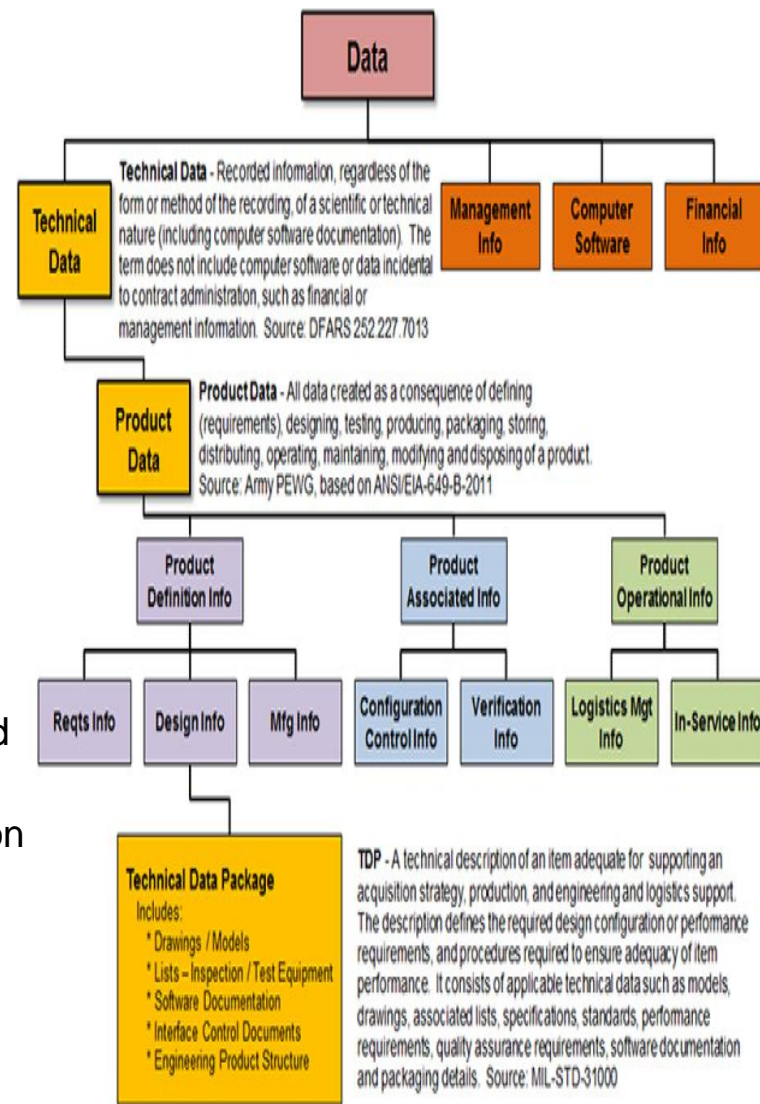 Data
Technical
Data
Technical Data - Recorded information, regardless of the
form or method of the recording, of a scientific or technical
nature (including computer software documentation). The
term does not include computer software or data incidental
to contract administration, such as financial or
management information. Source: DFARS 252.227.7013
Management
Info
Computer
Software
Financial
Info
Product
Data
Product Data - All data created as a consequence of defining
(requirements), designing, testing, producing, packaging, storing,
distributing, operating, maintaining, modifying and disposing of a product.
Source: Army PEWG, based on ANSI/EIA-649-B-2011
Product
Definition Info
Product
Associated Info
Product
Operational Info
Reqts Info
Design Info
Mfg Info
Configuration
Control Info
Verification
Info
Logistics Mgt
Info
In-Service Info
d
on
Technical Data Package
Includes:
* Drawings / Models
* Lists – Inspection / Test Equipment
* Software Documentation
* Interface Control Documents
* Engineering Product Structure
TDP - A technical description of an item adequate for supporting an
acquisition strategy, production, and engineering and logistics support.
The description defines the required design configuration or performance
requirements, and procedures required to ensure adequacy of item
performance. It consists of applicable technical data such as models,
drawings, associated lists, specifications, standards, performance
requirements, quality assurance requirements, software documentation
and packaging details. Source: MIL-STD-31000